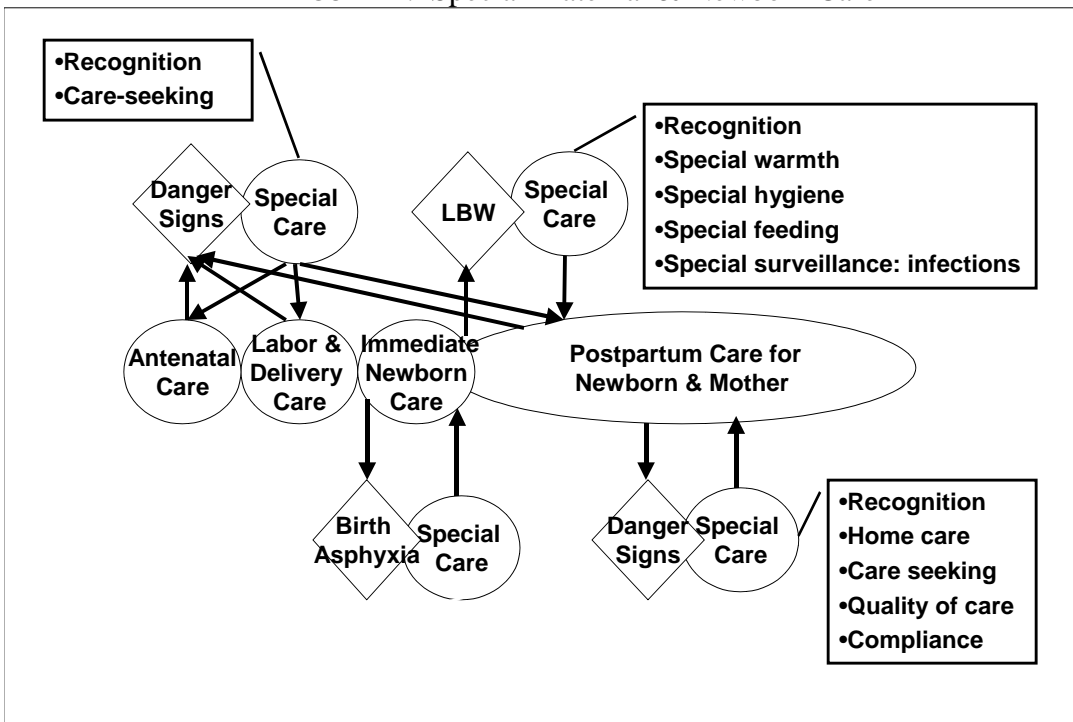 •Recognition
•Care-seeking
•Recognition
•Special warmth
•Special hygiene
•Special feeding
•Special surveillance: infections
Danger
Signs
Special
Care
LBW
Special
Care
Antenatal
Care
Labor &
Delivery
Care
Immediate
Newborn
Care
Postpartum Care for
Newborn & Mother
Birth
Asphyxia
Special
Care
Danger
Signs
Special
Care
•Recognition
•Home care
•Care seeking
•Quality of care
•Compliance